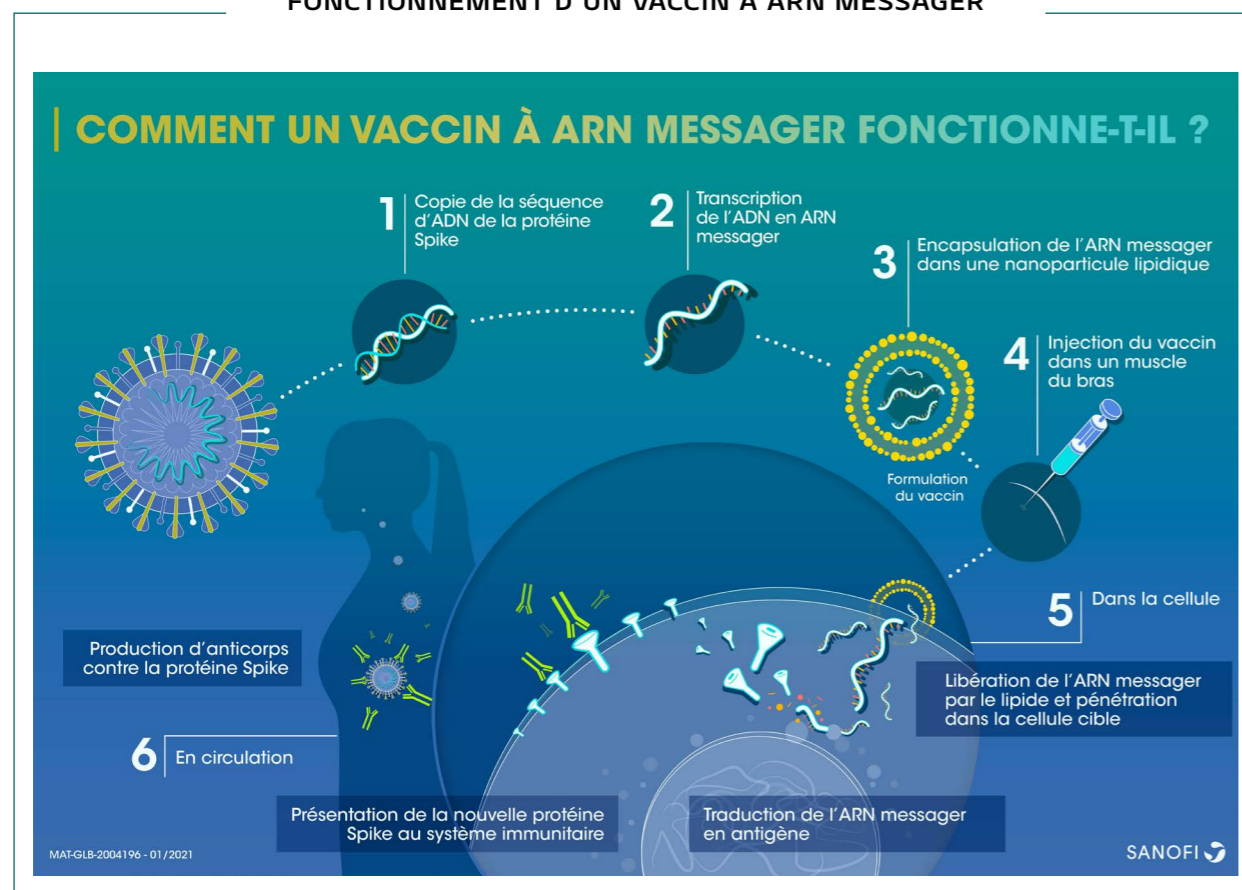 FONCTIONNEMENT D'UN VACCIN À ARN MESSAGER
| COMMENT UN VACCIN À ARN MESSAGER FONCTIONNE-T-IL ?
1
Copie de la séquence
d'ADN de la protéine
Spike
2
Transcription
de l'ADN en ARN
messager
3
Encapsulation de l'ARN messager
dans une nanoparticule lipidique
Formulation
du vaccin
4
Injection du vaccin
dans un muscle
du bras
5
Dans la cellule
Libération de l'ARN messager
par le lipide et pénétration
dans la cellule cible
Traduction de l'ARN messager
en antigène
Présentation de la nouvelle protéine
Spike au système immunitaire
6
En circulation
Production d'anticorps
contre la protéine Spike
MAT-GLB-2004196 - 01/2021
SANOFI